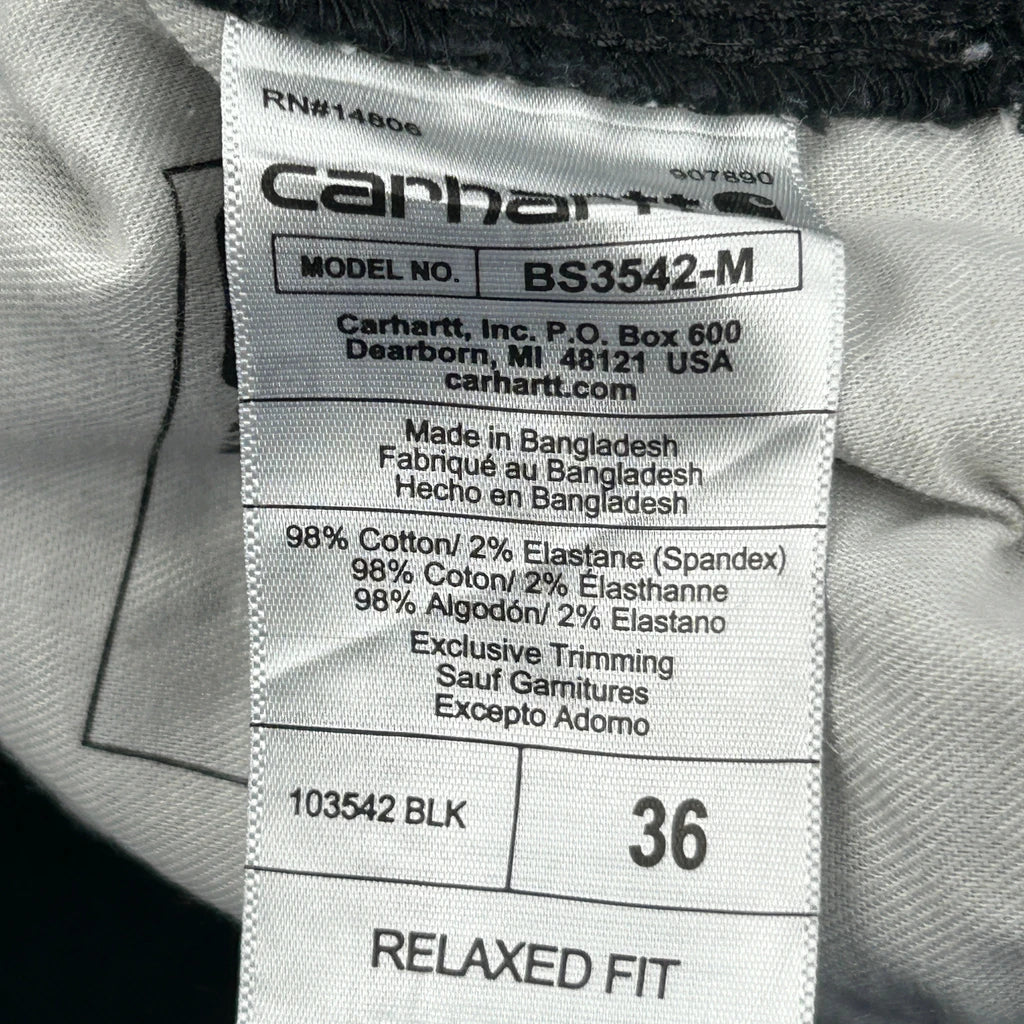 RN#14806
907890
carhartt
MODEL NO. BS3542-M
Carhartt, Inc. P.O. Box 600
Dearborn, MI 48121 USA
carhartt.com
Made in Bangladesh
Fabriqué au Bangladesh
Hecho en Bangladesh
98% Cotton/ 2% Elastane (Spandex)
98% Coton/ 2% Élasthanne
98% Algodón/ 2% Elastano
Exclusive Trimming
Sauf Garnitures
Excepto Adorno
103542 BLK 36
RELAXED FIT